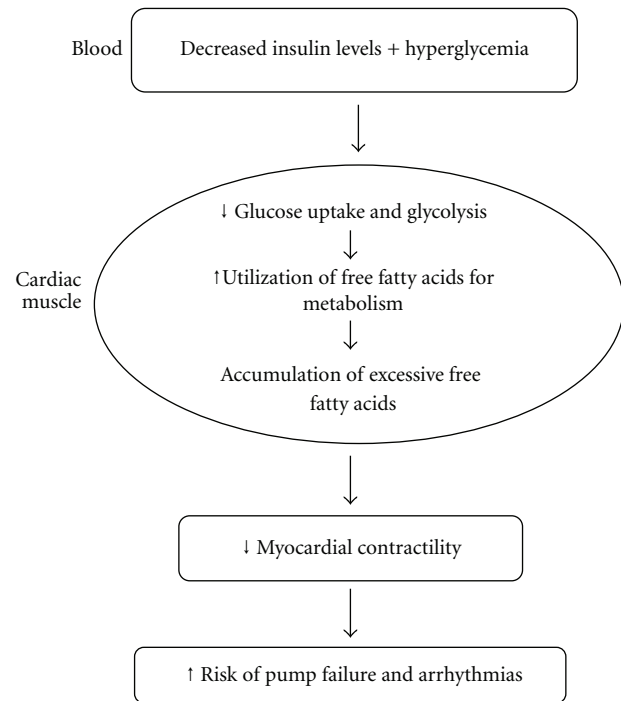 Blood
Decreased insulin levels + hyperglycemia
↓ Glucose uptake and glycolysis
↑Utilization of free fatty acids for
metabolism
Cardiac
muscle
Accumulation of excessive free
fatty acids
↓ Myocardial contractility
↑ Risk of pump failure and arrhythmias